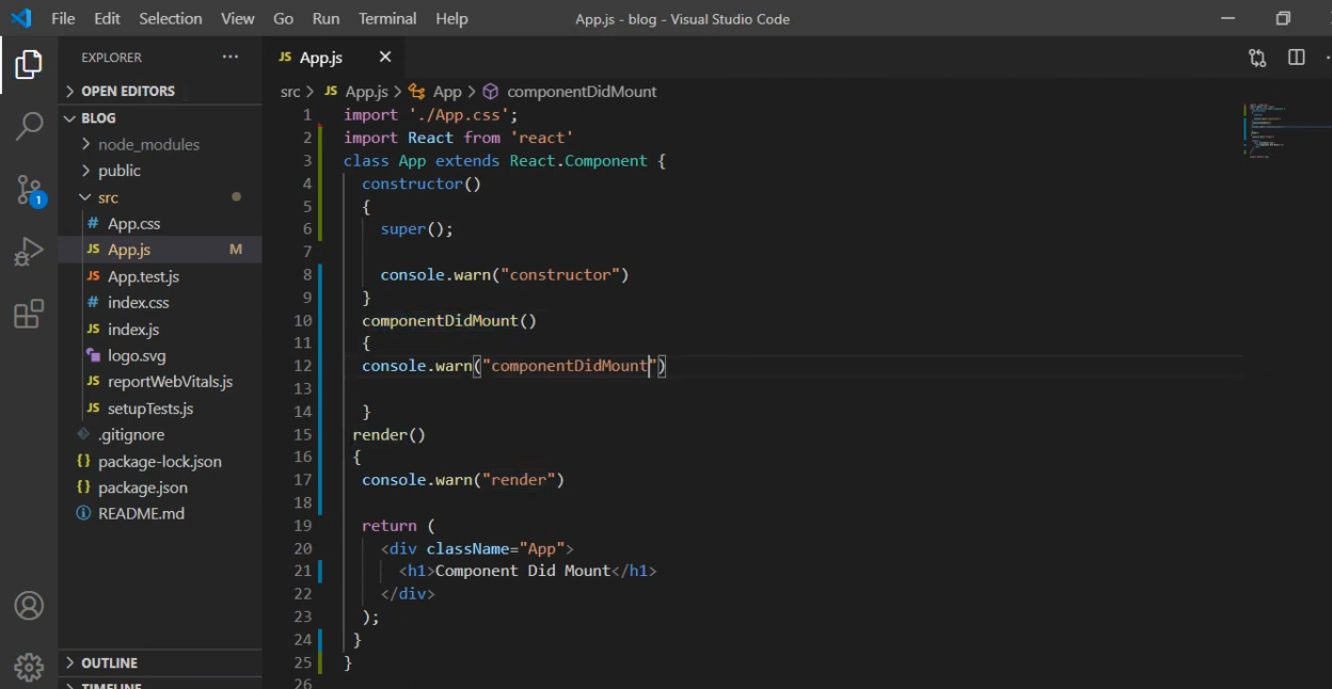 File Edit Selection View Go Run Terminal Help App.js - blog - Visual Studio Code
EXPLORER ...
OPEN EDITORS
BLOG
node_modules
public
src
# App.css
JS App.js M
JS App.test.js
# index.css
JS index.js
logo.svg
JS reportWebVitals.js
JS setupTests.js
.gitignore
{} package-lock.json
{} package.json
README.md
OUTLINE
TIMELINE
1
JS App.js ×
src > JS App.js > App > componentDidMount
1 import './App.css';
2 import React from 'react'
3 class App extends React.Component {
4 constructor()
5 {
6 super();
7
8 console.warn("constructor")
9 }
10 componentDidMount()
11 {
12 console.warn("componentDidMount")
13
14 }
15 render()
16 {
17 console.warn("render")
18
19 return (
20 <div className="App">
21 <h1>Component Did Mount</h1>
22 </div>
23 );
24 }
25 }
26